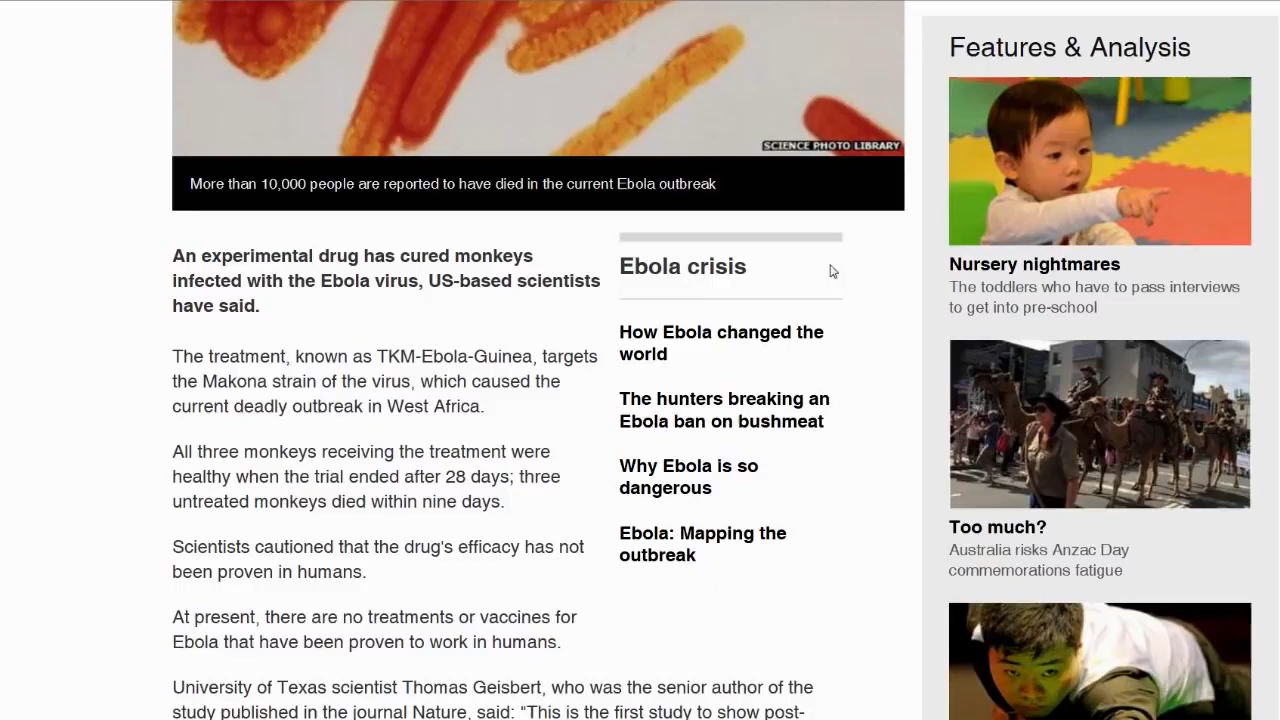 SCIENCE PHOTO LIBRARY
More than 10,000 people are reported to have died in the current Ebola outbreak
An experimental drug has cured monkeys
infected with the Ebola virus, US-based scientists
have said.
The treatment, known as TKM-Ebola-Guinea, targets
the Makona strain of the virus, which caused the
current deadly outbreak in West Africa.
All three monkeys receiving the treatment were
healthy when the trial ended after 28 days; three
untreated monkeys died within nine days.
Scientists cautioned that the drug's efficacy has not
been proven in humans.
At present, there are no treatments or vaccines for
Ebola that have been proven to work in humans.
University of Texas scientist Thomas Geisbert, who was the senior author of the
study published in the journal Nature, said: "This is the first study to show post-
Ebola crisis
How Ebola changed the
world
The hunters breaking an
Ebola ban on bushmeat
Why Ebola is so
dangerous
Ebola: Mapping the
outbreak
Features & Analysis
Nursery nightmares
The toddlers who have to pass interviews
to get into pre-school
Too much?
Australia risks Anzac Day
commemorations fatigue